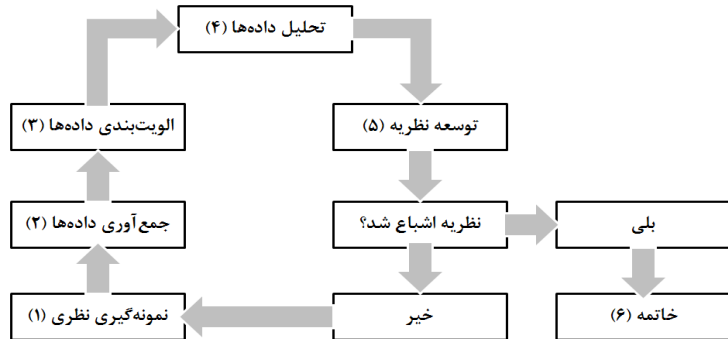 تحلیل داده‌ها (۴)
الویت‌بندی داده‌ها (۳)
توسعه نظریه (۵)
جمع‌آوری داده‌ها (۲)
نظریه اشباع شد؟
بلی
نمونه‌گیری نظری (۱)
خیر
خاتمه (۶)